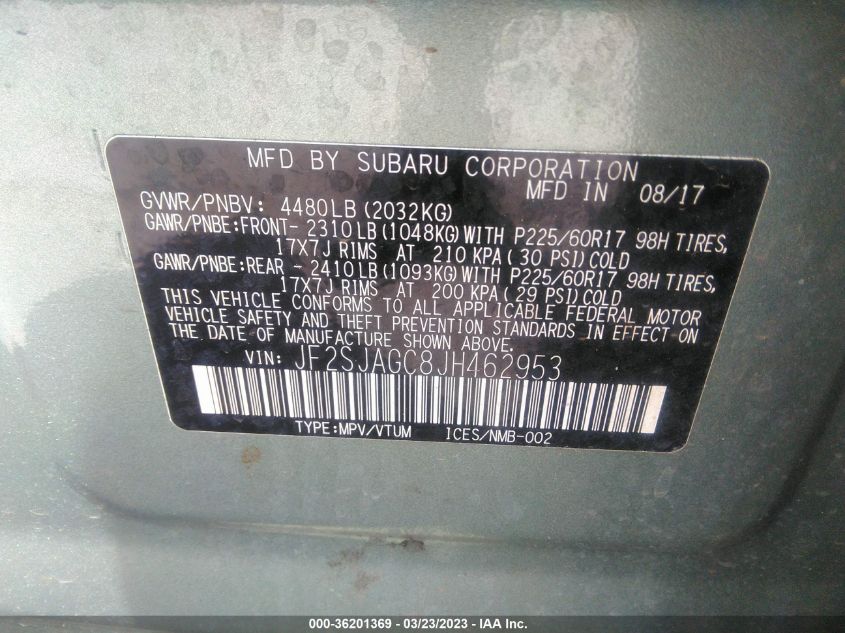 MFD BY SUBARU CORPORATION
MFD IN 08/17
GVWR/PNBV: 4480LB(2032KG)
GAWR/PNBE:FRONT- 2310LB(1048KG)WITH P225/60R17 98H TIRES,
17X7J RIMS AT 210 KPA(30 PSI)COLD
GAWR/PNBE:REAR - 2410LB(1093KG)WITH P225/60R17 98H TIRES,
17X7J RIMS AT 200 KPA(29 PSI)COLD
THIS VEHICLE CONFORMS TO ALL APPLICABLE FEDERAL MOTOR
VEHICLE SAFETY AND THEFT PREVENTION STANDARDS IN EFFECT ON
THE DATE OF MANUFACTURE SHOWN ABOVE.
VIN: JF2SJAGC8JH462953
TYPE:MPV/VTUM ICES/NMB-002
000-36201369 | 03/23/2023 - IAA Inc.